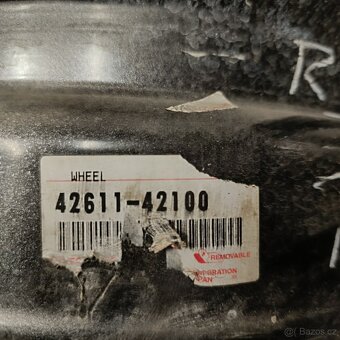 R
WHEEL
42611-42100
REMOVABLE
© Bazos.cz